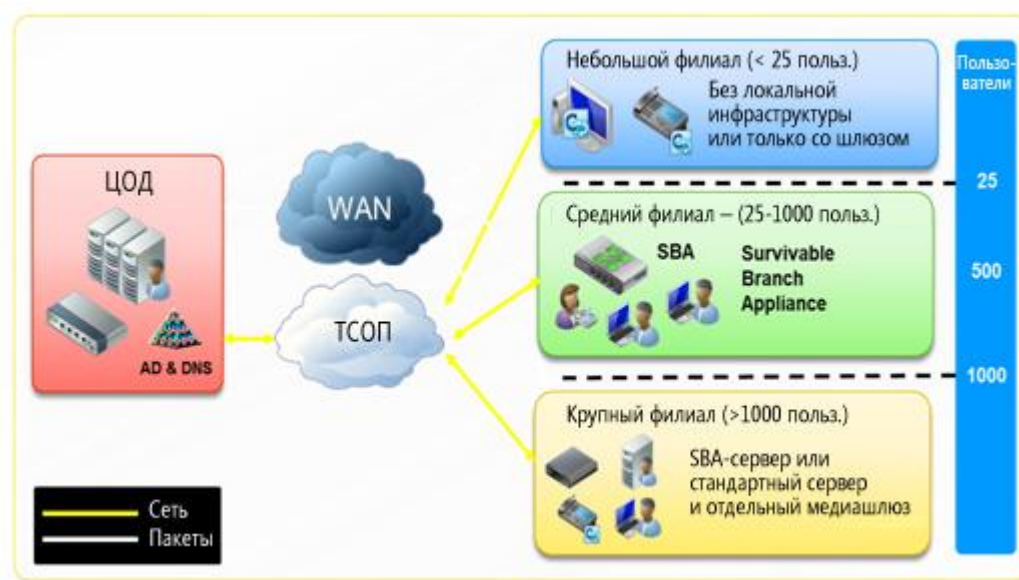 Небольшой филиал (< 25 польз.)
Без локальной
инфраструктуры
или только со шлюзом
Пользо-
ватели
ЦОД
AD & DNS
WAN
ТСОП
25
Средний филиал – (25-1000 польз.)
SBA
Survivable
Branch
Appliance
500
1000
Крупный филиал (>1000 польз.)
SBA-сервер или
стандартный сервер
и отдельный медиашлюз
Сеть
Пакеты